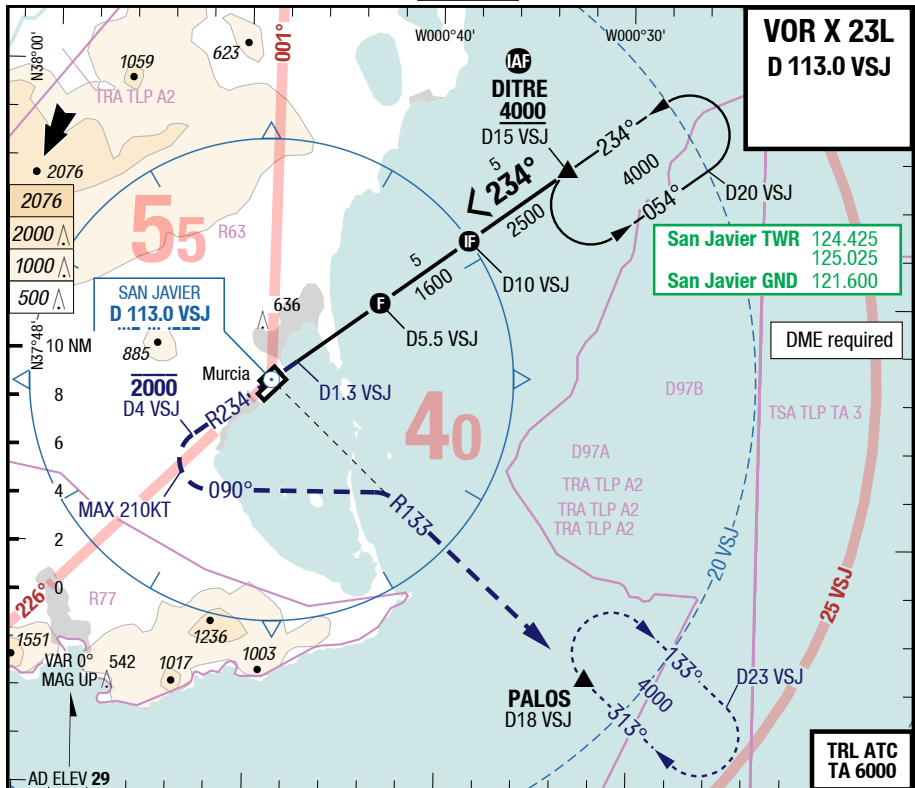 VOR X 23L
D 113.0 VSJ
N38°00'
W000°40'
W000°30'
623
1059
TRA TLP A2
001°
IAF
DITRE
4000
D15 VSJ
234°
4000
054°
D20 VSJ
2076
2076
2000
1000
500
55
R63
5
<234°
2500
IF
D10 VSJ
San Javier TWR 124.425
125.025
San Javier GND 121.600
5
1600
F
D5.5 VSJ
SAN JAVIER
D 113.0 VSJ
636
N37°48'
10 NM
885
DME required
Murcia
2000
D4 VSJ
D1.3 VSJ
8
R234
40
D97B
TSA TLP TA 3
6
D97A
4
090°
MAX 210KT
R133
TRA TLP A2
TRA TLP A2
TRA TLP A2
2
20 VSJ
0
25 VSJ
226°
R77
1551
1236
VAR 0°
MAG UP
542
1017
1003
133°
4000
313°
D23 VSJ
PALOS
D18 VSJ
AD ELEV 29
TRL ATC
TA 6000